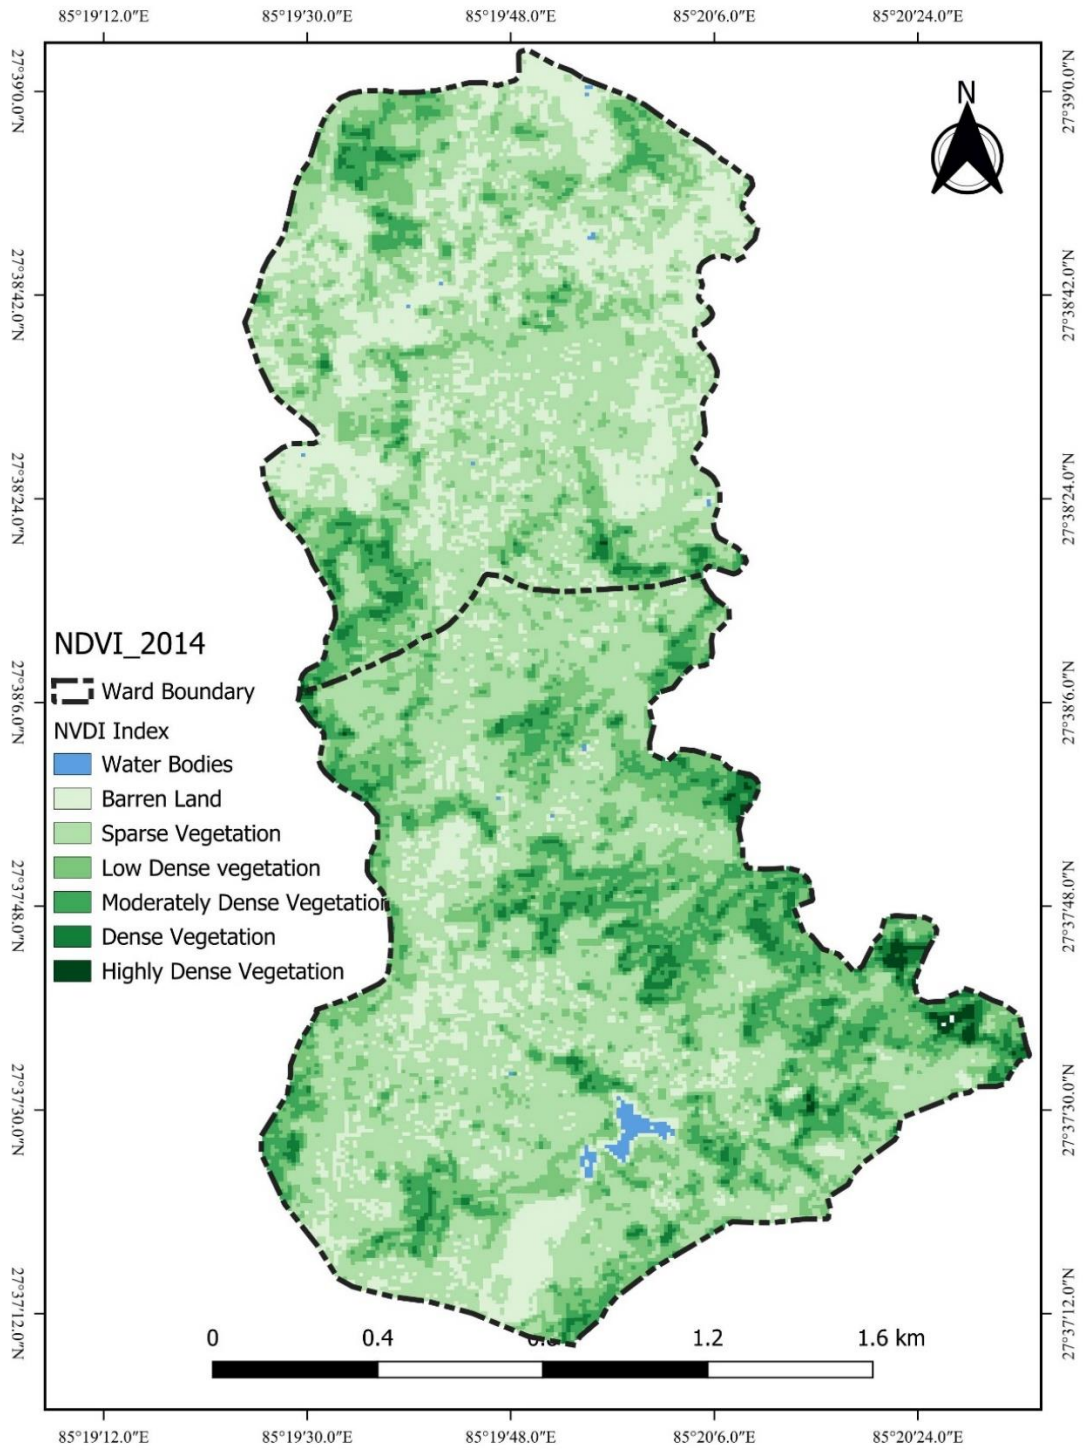 85°19'12.0"E 85°19'30.0"E 85°19'48.0"E 85°20'6.0"E 85°20'24.0"E
27°39'0.0"N 27°39'0.0"N
N
27°38'42.0"N 27°38'42.0"N
27°38'24.0"N 27°38'24.0"N
NDVI_2014
Ward Boundary
27°38'6.0"N 27°38'6.0"N
NVDI Index
Water Bodies
Barren Land
Sparse Vegetation
Low Dense vegetation
Moderately Dense Vegetation
27°37'48.0"N 27°37'48.0"N
Dense Vegetation
Highly Dense Vegetation
27°37'30.0"N 27°37'30.0"N
27°37'12.0"N 27°37'12.0"N
0 0.4 1.2 1.6 km
85°19'12.0"E 85°19'30.0"E 85°19'48.0"E 85°20'6.0"E 85°20'24.0"E